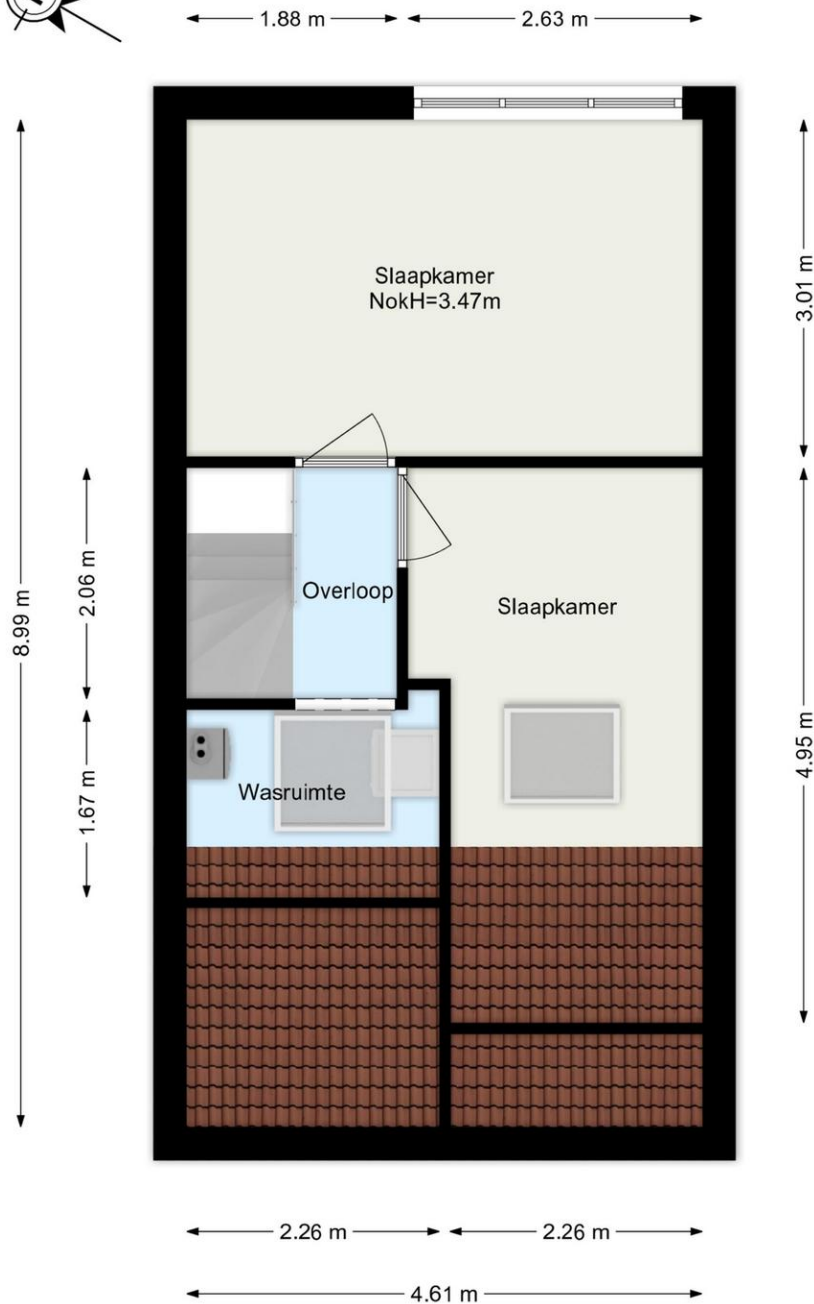 1.88 m
2.63 m
8.99 m
3.01 m
Slaapkamer
NokH=3.47m
2.06 m
Overloop
Slaapkamer
4.95 m
1.67 m
Wasruimte
2.26 m
2.26 m
4.61 m